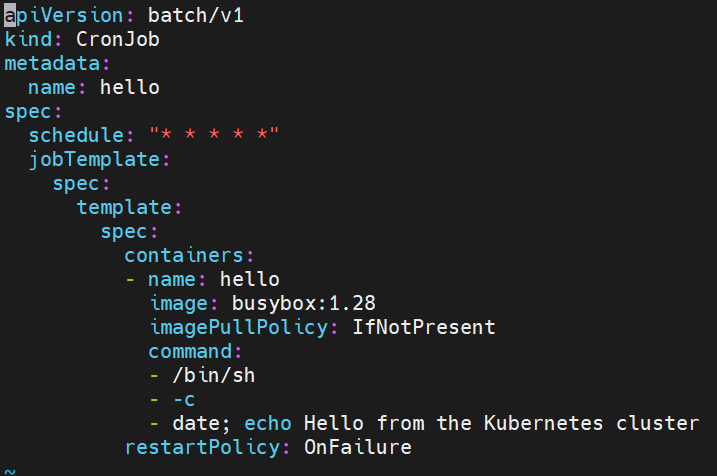 apiVersion: batch/v1
kind: CronJob
metadata:
  name: hello
spec:
  schedule: "* * * * *"
  jobTemplate:
    spec:
      template:
        spec:
          containers:
          - name: hello
            image: busybox:1.28
            imagePullPolicy: IfNotPresent
            command:
            - /bin/sh
            - -c
            - date; echo Hello from the Kubernetes cluster
          restartPolicy: OnFailure
~